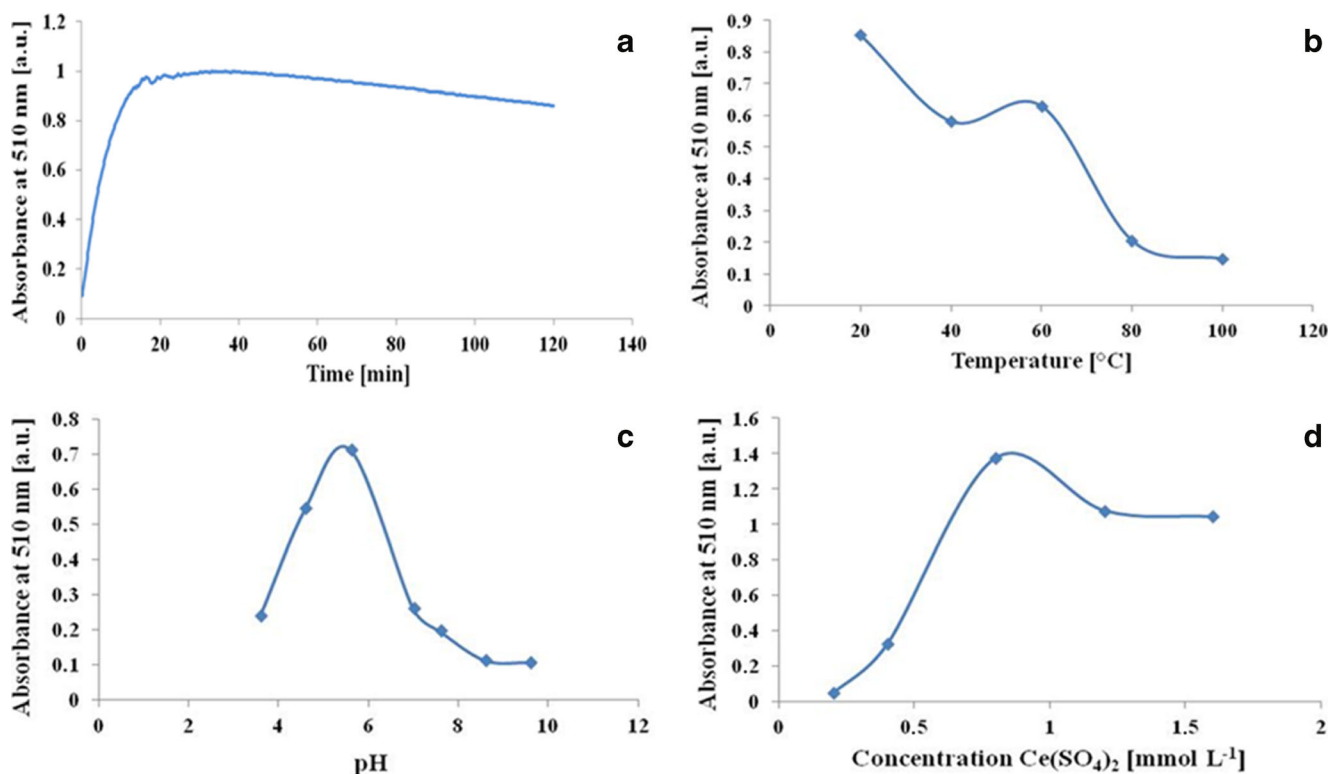 a
Absorbance at 510 nm [a.u.]
1.2
1
0.8
0.6
0.4
0.2
0
0 20 40 60 80 100 120 140
Time [min]
b
Absorbance at 510 nm [a.u.]
0.9
0.8
0.7
0.6
0.5
0.4
0.3
0.2
0.1
0
0 20 40 60 80 100 120
Temperature [°C]
c
Absorbance at 510 nm [a.u.]
0.8
0.7
0.6
0.5
0.4
0.3
0.2
0.1
0
0 2 4 6 8 10 12
pH
d
Absorbance at 510 nm [a.u.]
1.6
1.4
1.2
1
0.8
0.6
0.4
0.2
0
0 0.5 1 1.5 2
Concentration Ce(SO₄)₂ [mmol L⁻¹]